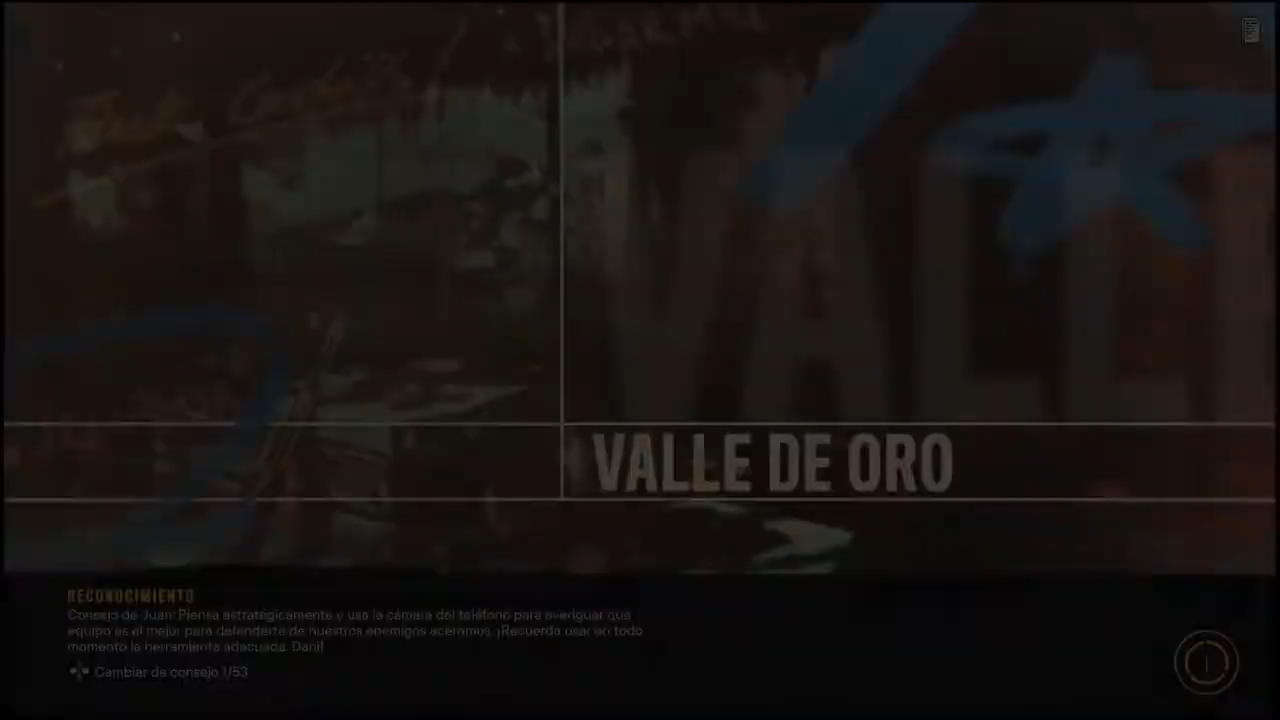 VALL
VALLE DE ORO
RECONOCIMIENTO
Consejo de Juan: Piensa estratégicamente y usa la cámara del teléfono para averiguar qué
equipo es el mejor para defenderte de nuestros enemigos acérrimos. ¡Recuerda usar en todo
momento la herramienta adecuada, Dani!
Cambiar de consejo 1/53